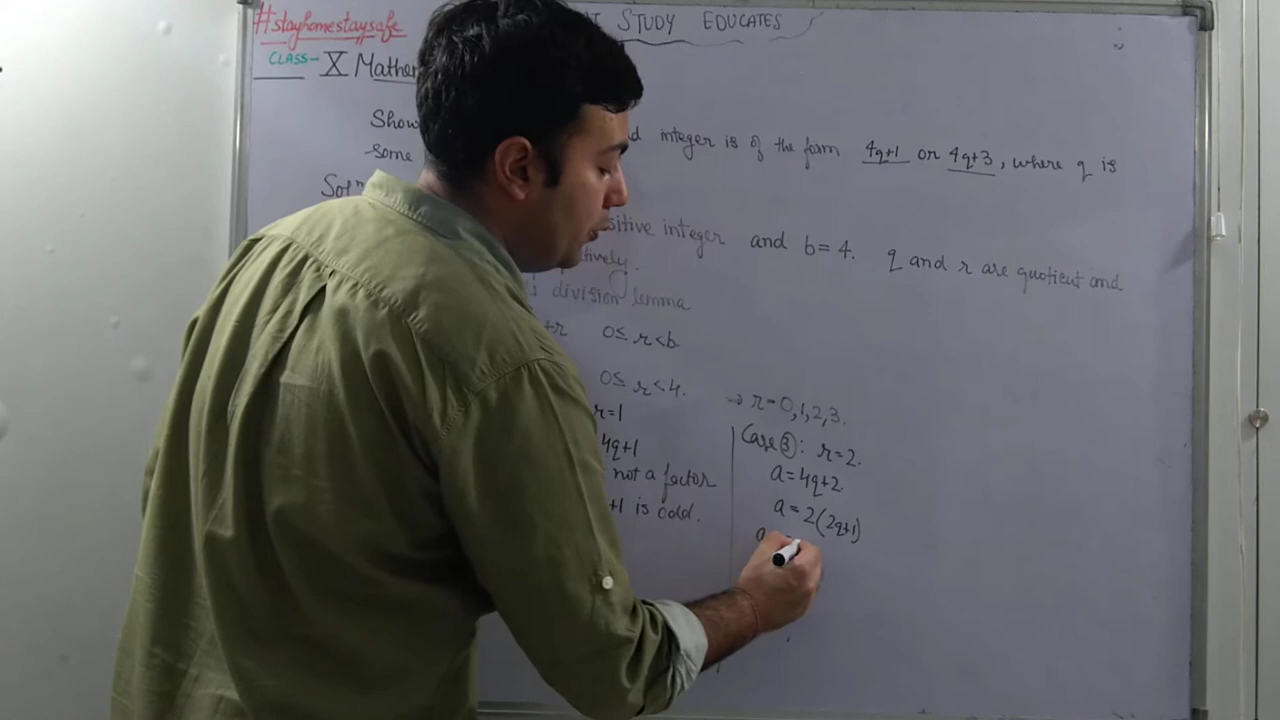 #stayhomestaysafe
STUDY EDUCATES
CLASS- X Mather
Show integer is of the form 4q+1 or 4q+3, where q is
some
Soln
sitive integer and b=4. q and r are quotient and
tively.
division lemma
+r 0≤r<b.
0≤r<4.
→ r=0,1,2,3.
r=1
4q+1
not a factor
+1 is odd.
Case ③: r=2.
a=4q+2.
a=2(2q+1)
a